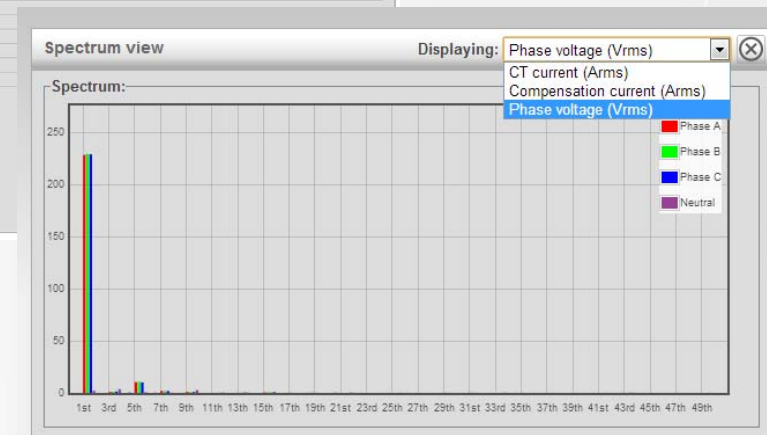 Spectrum view
Displaying: Phase voltage (Vrms)
CT current (Arms)
Compensation current (Arms)
Phase voltage (Vrms)
Spectrum:
Phase A
Phase B
Phase C
Neutral
250
200
150
100
50
0
1st 3rd 5th 7th 9th 11th 13th 15th 17th 19th 21st 23rd 25th 27th 29th 31st 33rd 35th 37th 39th 41st 43rd 45th 47th 49th